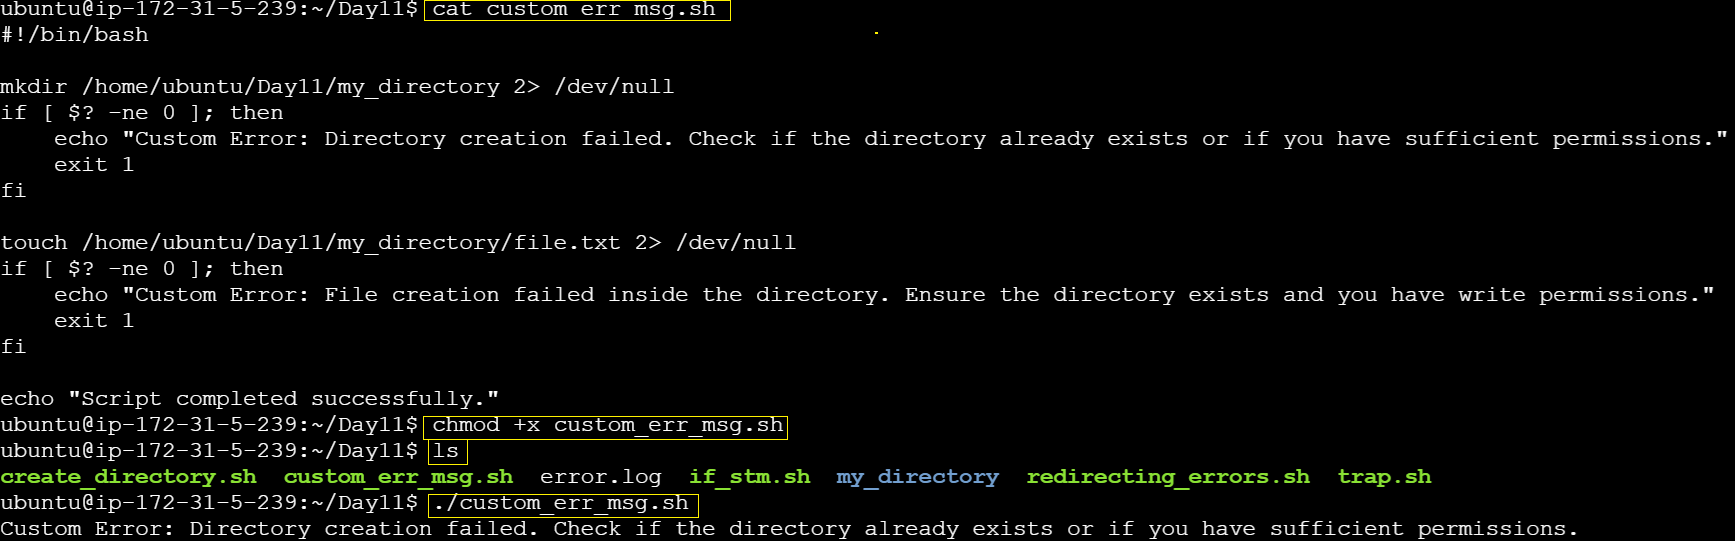 ubuntu@ip-172-31-5-239:~/Day11$ cat custom_err_msg.sh
#!/bin/bash
mkdir /home/ubuntu/Day11/my_directory 2> /dev/null
if [ $? -ne 0 ]; then
    echo "Custom Error: Directory creation failed. Check if the directory already exists or if you have sufficient permissions."
    exit 1
fi
touch /home/ubuntu/Day11/my_directory/file.txt 2> /dev/null
if [ $? -ne 0 ]; then
    echo "Custom Error: File creation failed inside the directory. Ensure the directory exists and you have write permissions."
    exit 1
fi
echo "Script completed successfully."
ubuntu@ip-172-31-5-239:~/Day11$ chmod +x custom_err_msg.sh
ubuntu@ip-172-31-5-239:~/Day11$ ls
create_directory.sh  custom_err_msg.sh  error.log  if_stm.sh  my_directory  redirecting_errors.sh  trap.sh
ubuntu@ip-172-31-5-239:~/Day11$ ./custom_err_msg.sh
Custom Error: Directory creation failed. Check if the directory already exists or if you have sufficient permissions.